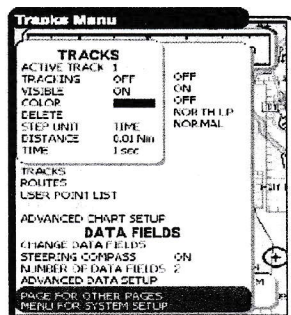 Tracks Menu
TRACKS
ACTIVE TRACK 1
TRACKING OFF
VISIBLE ON
COLOR
DELETE
STEP UNIT TIME
DISTANCE 0.01 Nm
TIME 1 sec
OFF
ON
OFF
NORTH UP
NORMAL
TRACKS
ROUTES
USER POINT LIST
ADVANCED CHART SETUP
DATA FIELDS
CHANGE DATA FIELDS
STEERING COMPASS ON
NUMBER OF DATA FIELDS 2
ADVANCED DATA SETUP
PAGE FOR OTHER PAGES
MENU FOR SYSTEM SETUP